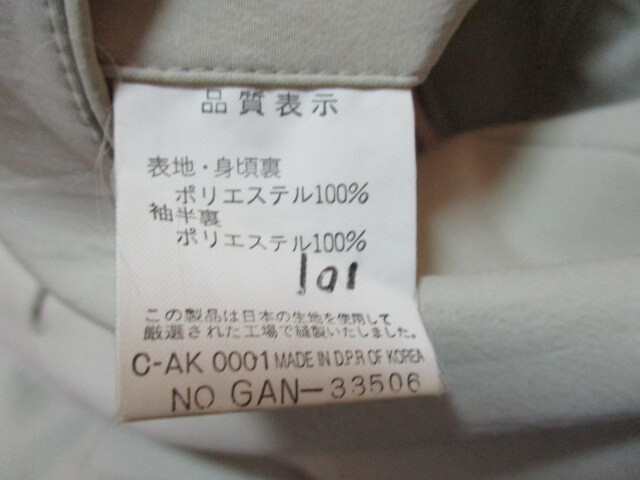 品質表示
表地・身頃裏
ポリエステル100%
袖半裏
ポリエステル100%
101
この製品は日本の生地を使用して
厳選された工場で縫製いたしました。
C-AK 0001 MADE IN D.P.R OF KOREA
NO GAN-33506